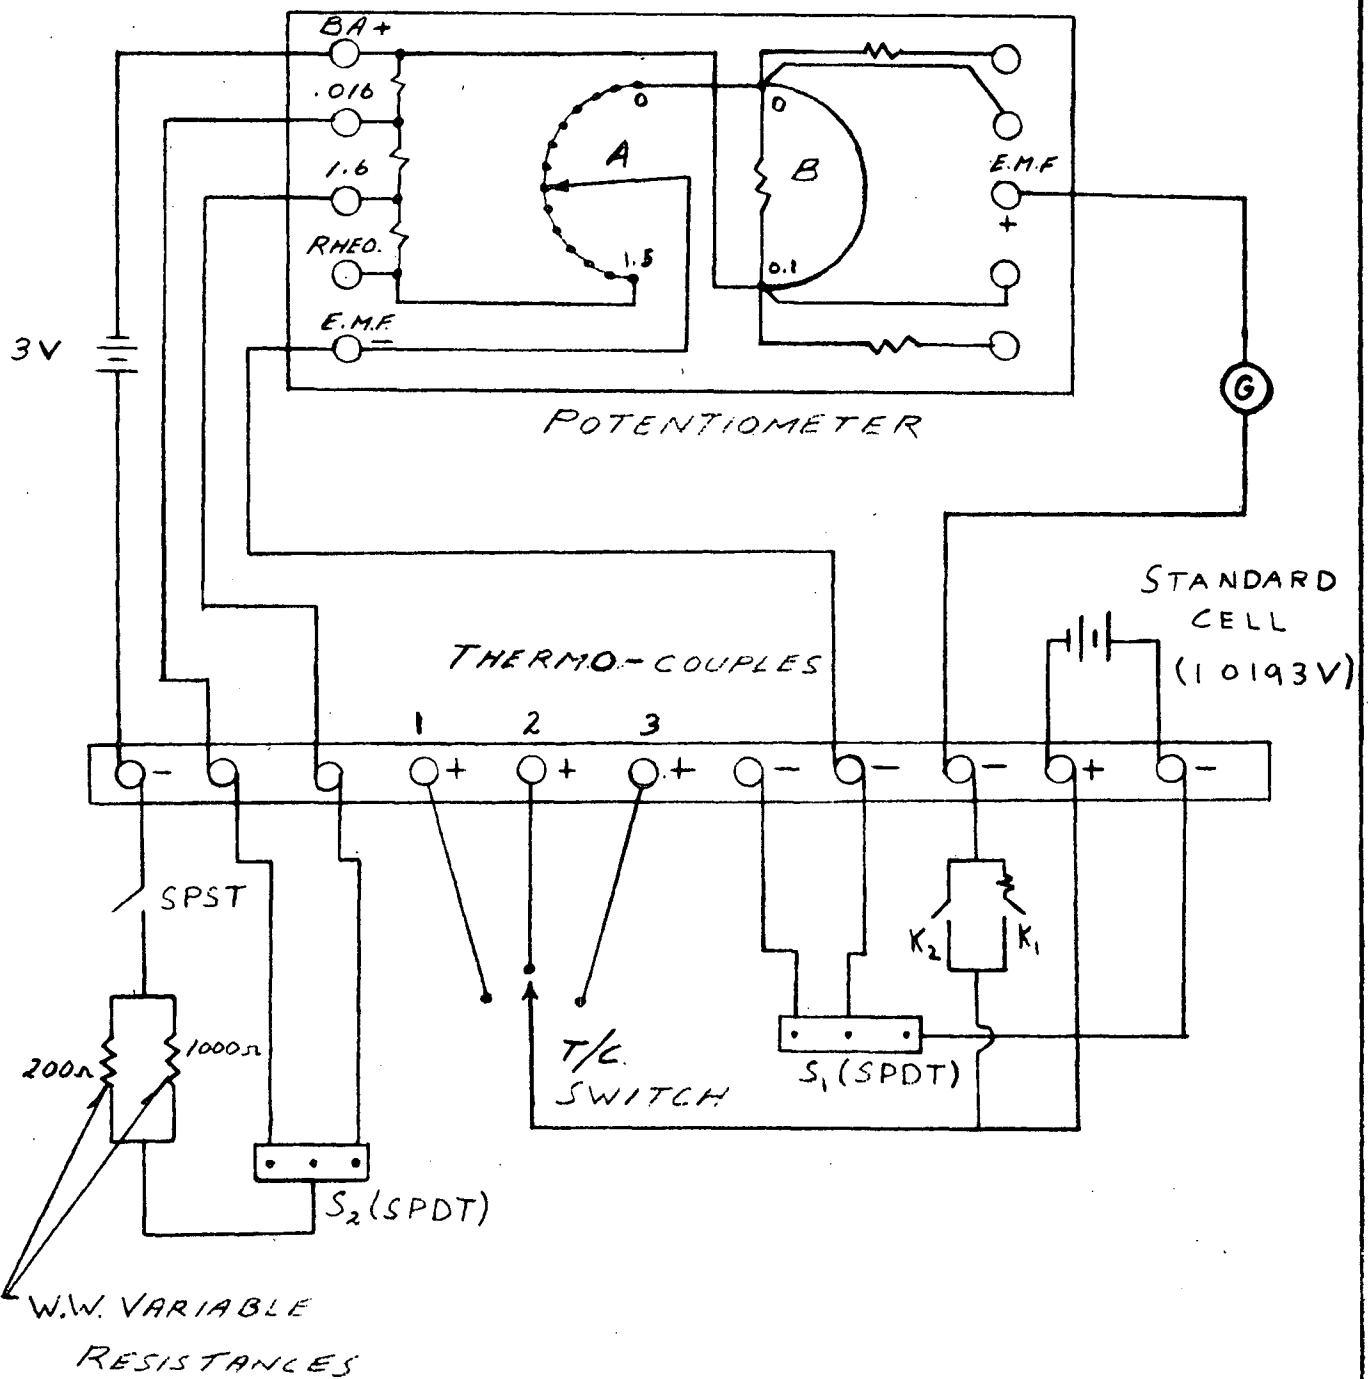 BA +
.016
1.6
RHEO.
E.M.F.
−
0
A
1.5
0
B
0.1
E.M.F
+
3V
POTENTIOMETER
G
STANDARD
CELL
(1 0193V)
THERMO-COUPLES
1
2
3
-
+
+
+
-
-
-
+
-
SPST
K2
K1
200Ω
1000Ω
T/C.
SWITCH
S1 (SPDT)
S2 (SPDT)
W.W. VARIABLE
RESISTANCES